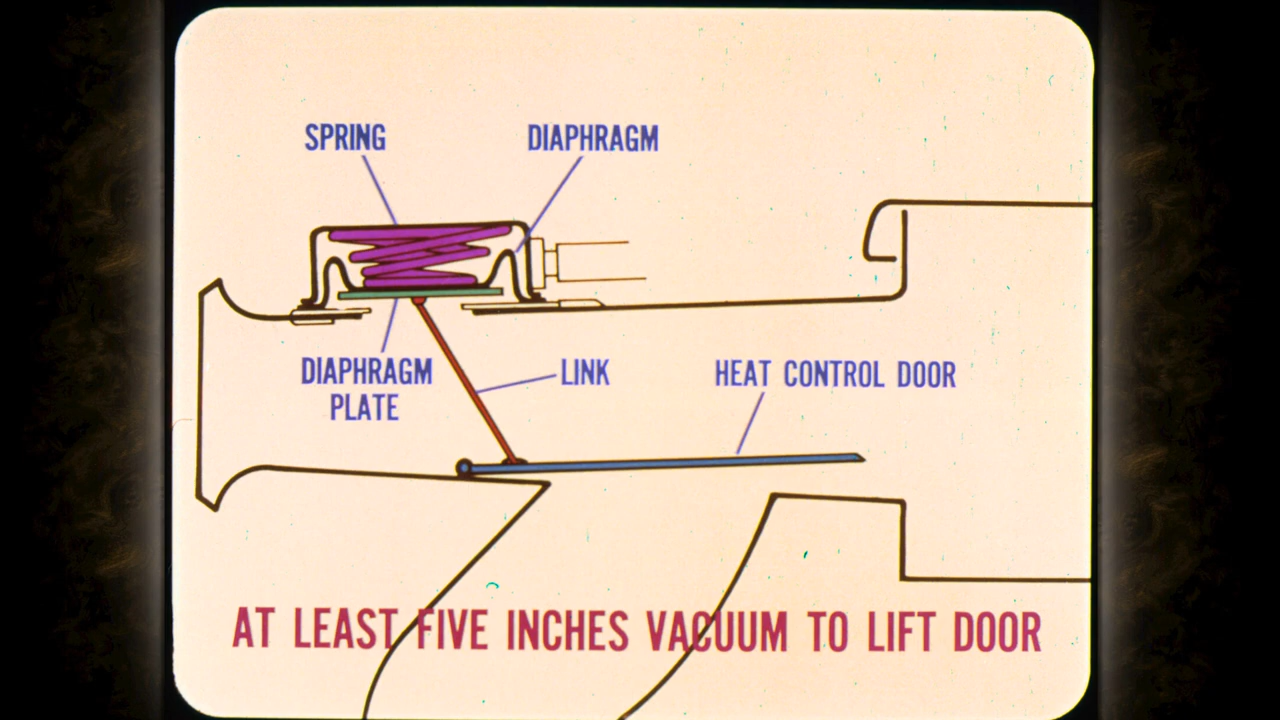 SPRING
DIAPHRAGM
DIAPHRAGM
PLATE
LINK
HEAT CONTROL DOOR
AT LEAST FIVE INCHES VACUUM TO LIFT DOOR